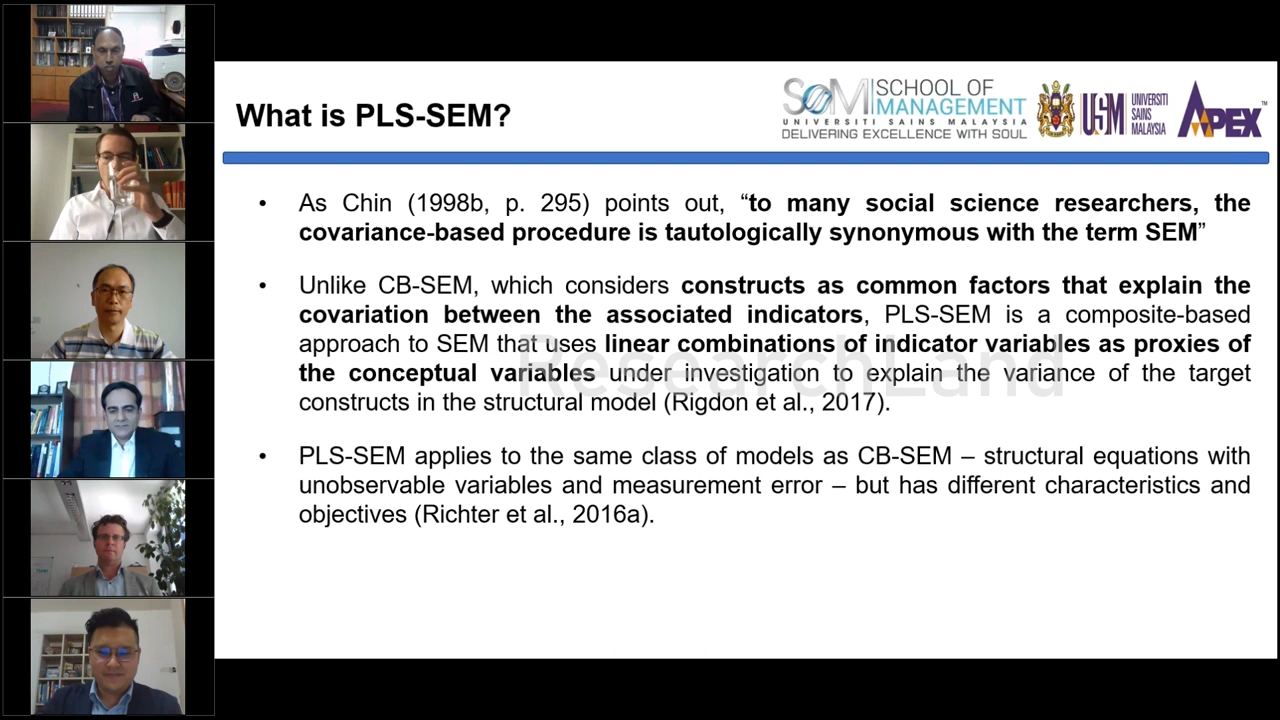 What is PLS-SEM?
SoM SCHOOL OF
MANAGEMENT
UNIVERSITI SAINS MALAYSIA
DELIVERING EXCELLENCE WITH SOUL
USM UNIVERSITI
SAINS
MALAYSIA
APEX™
• As Chin (1998b, p. 295) points out, “to many social science researchers, the
covariance-based procedure is tautologically synonymous with the term SEM”
• Unlike CB-SEM, which considers constructs as common factors that explain the
covariation between the associated indicators, PLS-SEM is a composite-based
approach to SEM that uses linear combinations of indicator variables as proxies of
the conceptual variables under investigation to explain the variance of the target
constructs in the structural model (Rigdon et al., 2017).
ResearchLand
• PLS-SEM applies to the same class of models as CB-SEM – structural equations with
unobservable variables and measurement error – but has different characteristics and
objectives (Richter et al., 2016a).